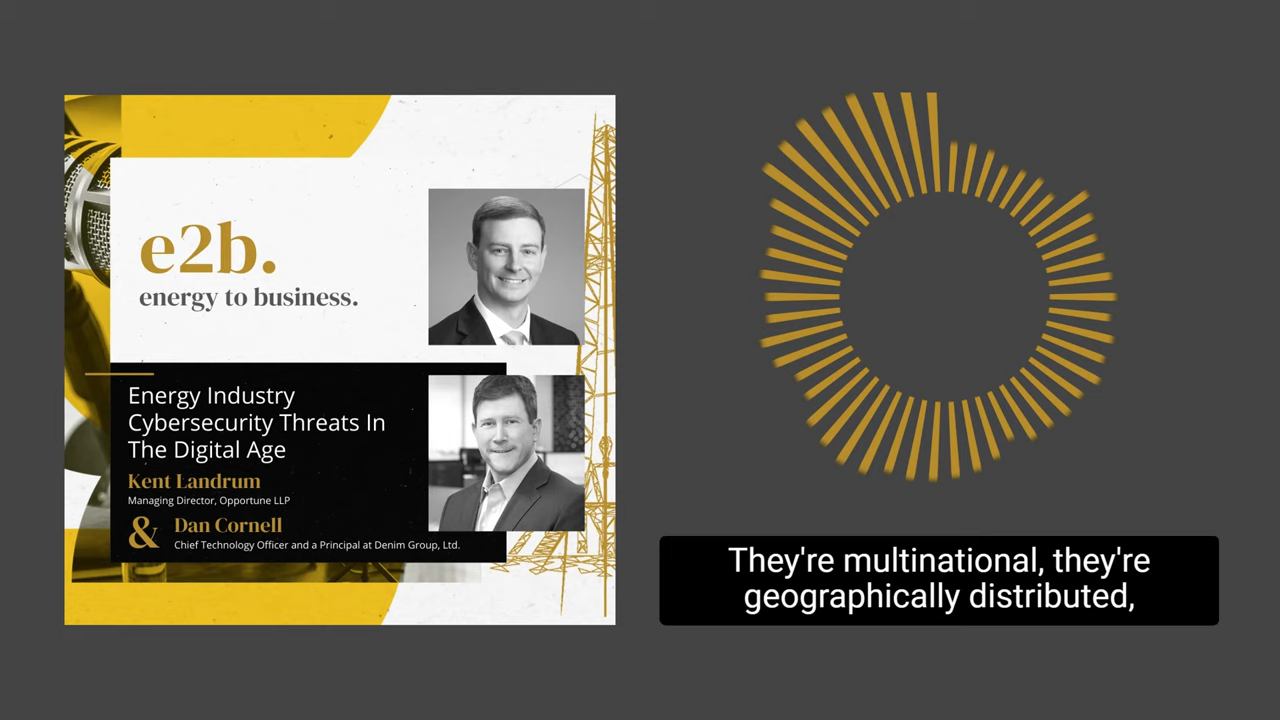 e2b.
energy to business.
Energy Industry
Cybersecurity Threats In
The Digital Age
Kent Landrum
Managing Director, Opportune LLP
& Dan Cornell
Chief Technology Officer and a Principal at Denim Group, Ltd.
They're multinational, they're
geographically distributed,